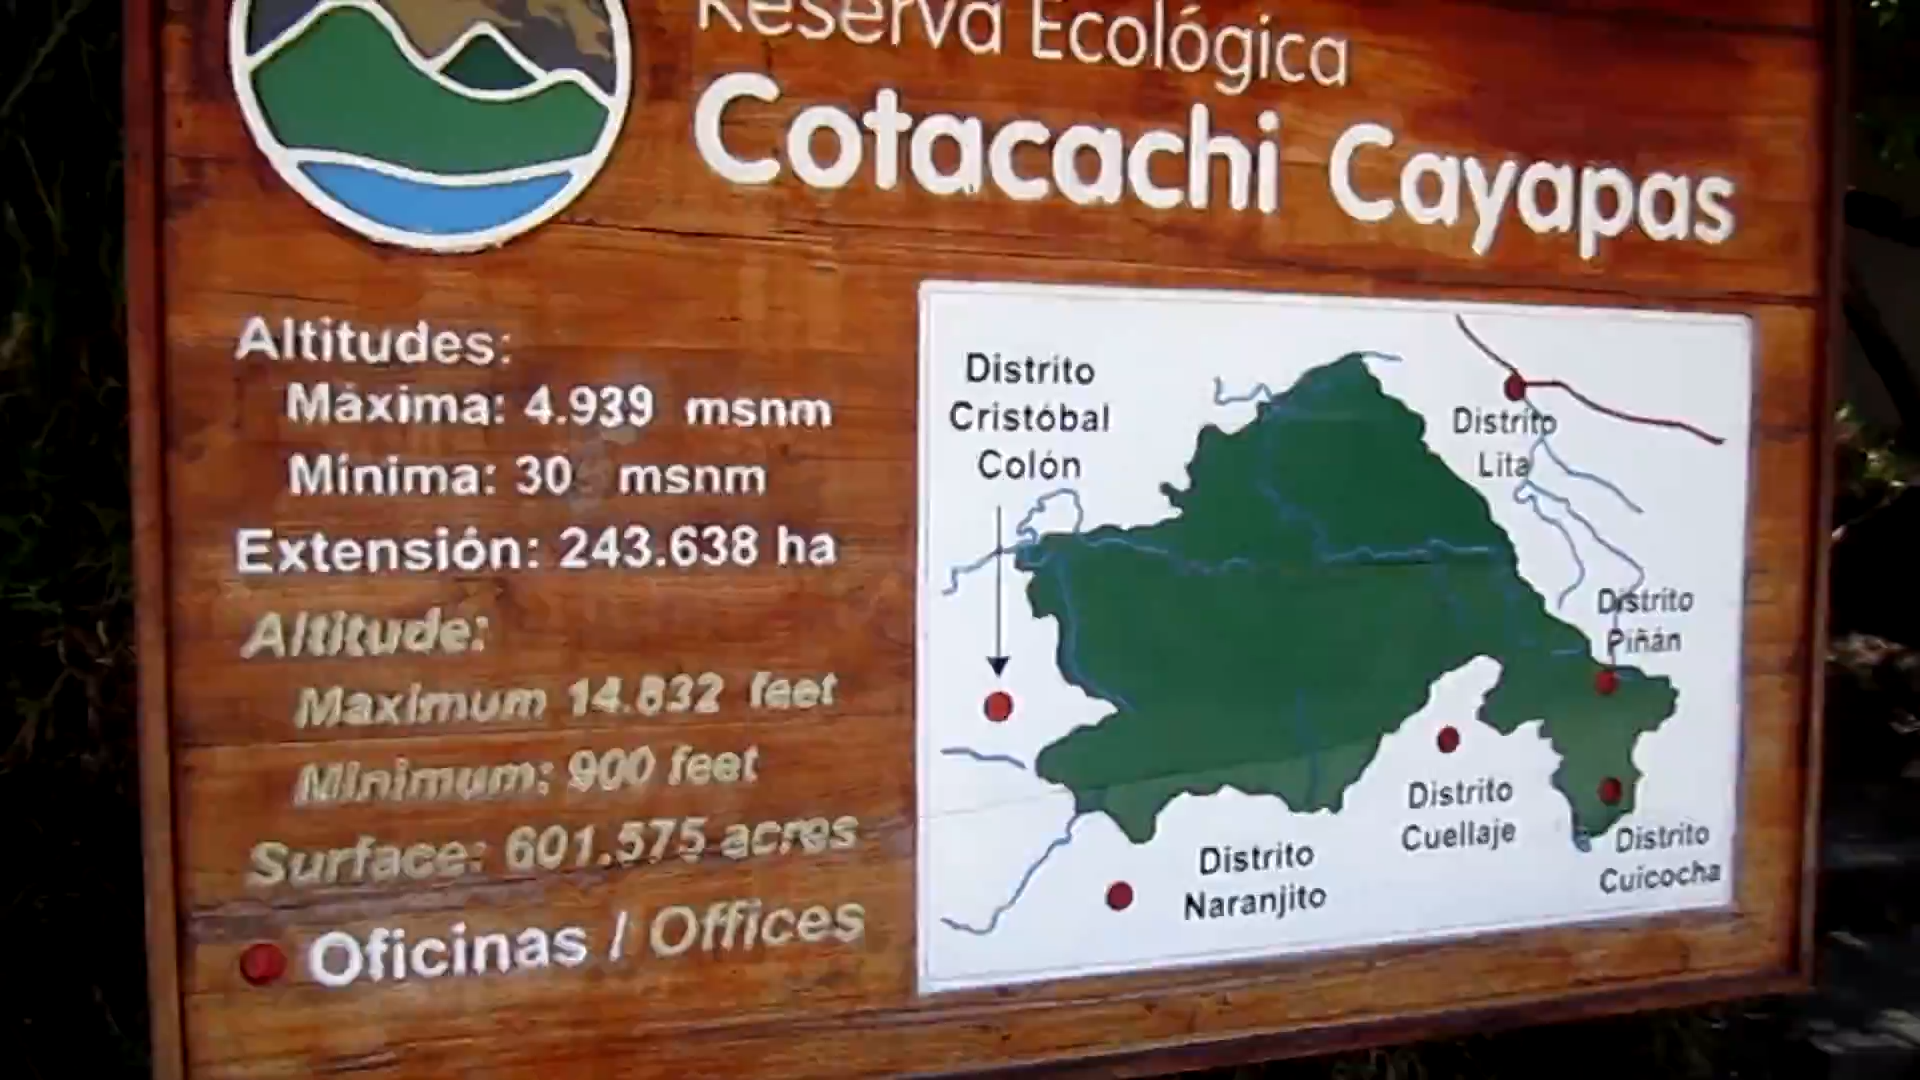 Reserva Ecológica
Cotacachi Cayapas
Altitudes:
Máxima: 4.939 msnm
Mínima: 30 msnm
Extensión: 243.638 ha
Altitude:
Maximum 14.832 feet
Minimum: 900 feet
Surface: 601.575 acres
Oficinas / Offices
Distrito
Cristóbal
Colón
Distrito
Lita
Distrito
Piñán
Distrito
Cuellaje
Distrito
Naranjito
Distrito
Cuicocha